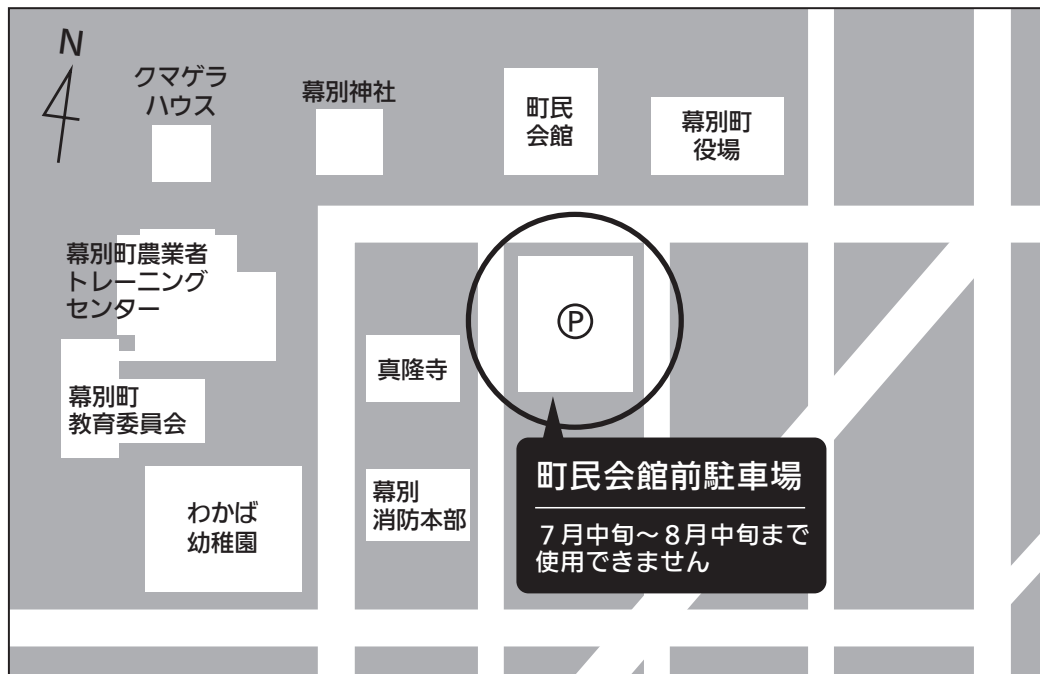 N
クマゲラ
ハウス
幕別神社
町民
会館
幕別町
役場
幕別町農業者
トレーニング
センター
P
真隆寺
幕別町
教育委員会
町民会館前駐車場
7月中旬～8月中旬まで
使用できません
わかば
幼稚園
幕別
消防本部